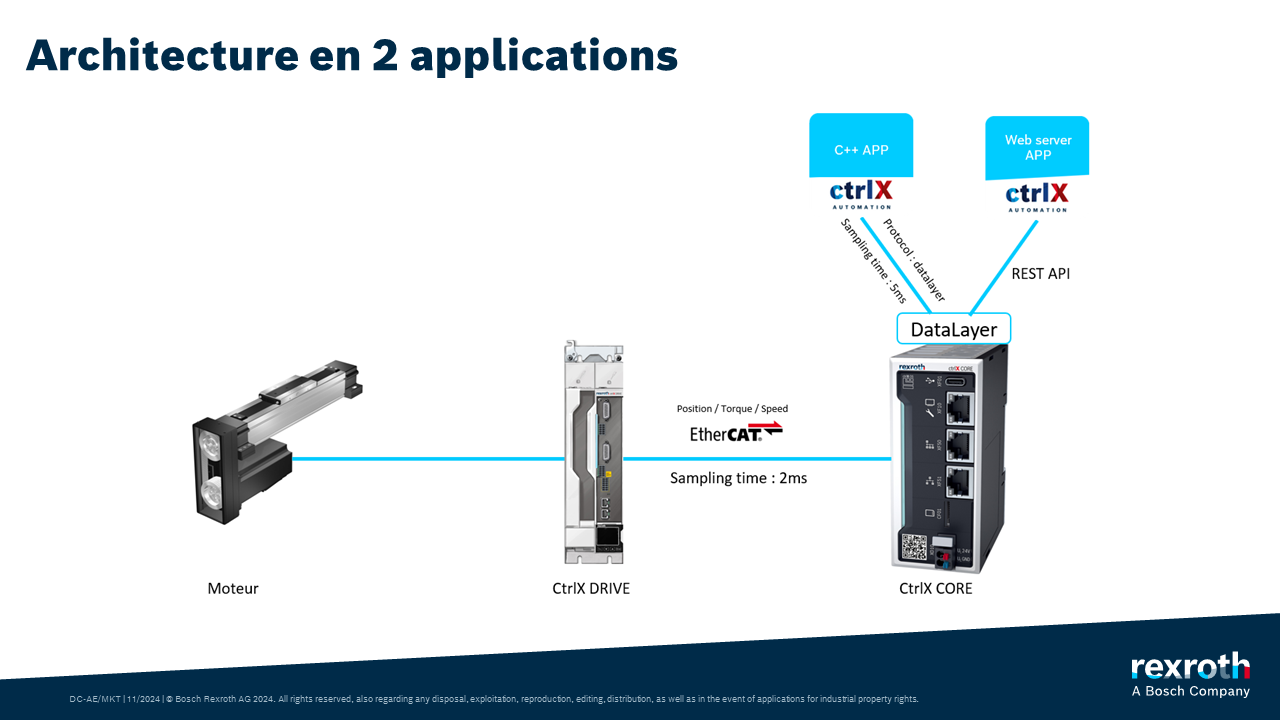 Architecture en 2 applications
C++ APP
Web server
APP
ctrlX
AUTOMATION
ctrlX
AUTOMATION
Sampling time : 5ms
Protocol : datalayer
REST API
DataLayer
rexroth
ctrlX CORE
Position / Torque / Speed
EtherCAT
Sampling time : 2ms
Moteur
CtrlX DRIVE
CtrlX CORE
rexroth
A Bosch Company
DC-AE/MKT | 11/2024 | © Bosch Rexroth AG 2024. All rights reserved, also regarding any disposal, exploitation, reproduction, editing, distribution, as well as in the event of applications for industrial property rights.